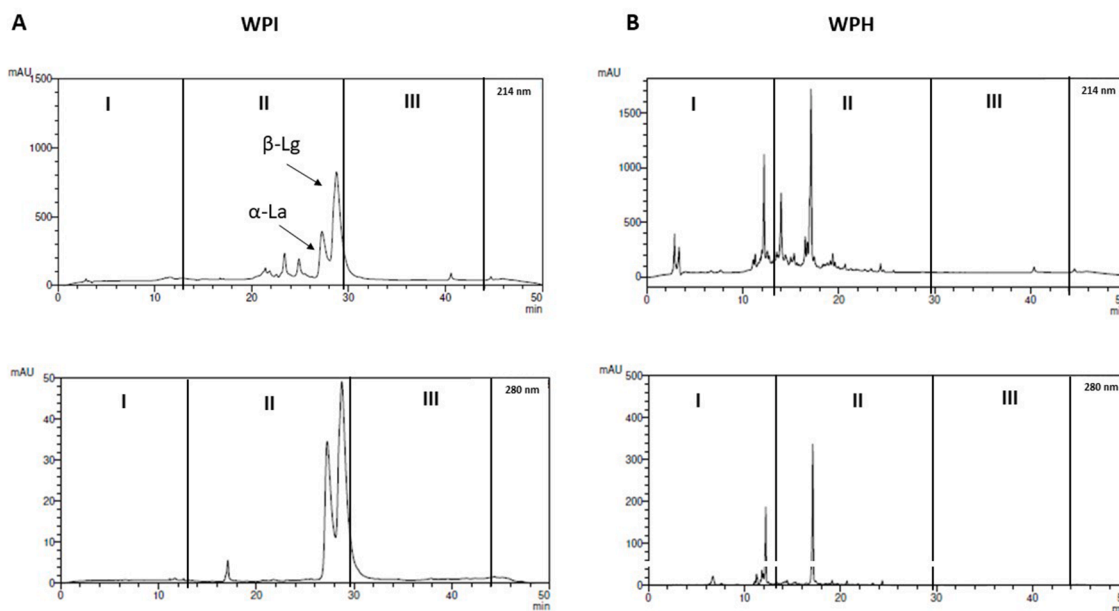 A WPI
B WPH
mAU
1500
1000
500
0
I II III
214 nm
β-Lg
α-La
0 10 20 30 40 50
min
mAU
1500
1000
500
0
I II III
214 nm
0 10 20 30 40
min
mAU
50
40
30
20
10
0
I II III
280 nm
0 10 20 30 40 50
min
mAU
500
400
300
200
100
0
I II III
280 nm
0 10 20 30 40
min